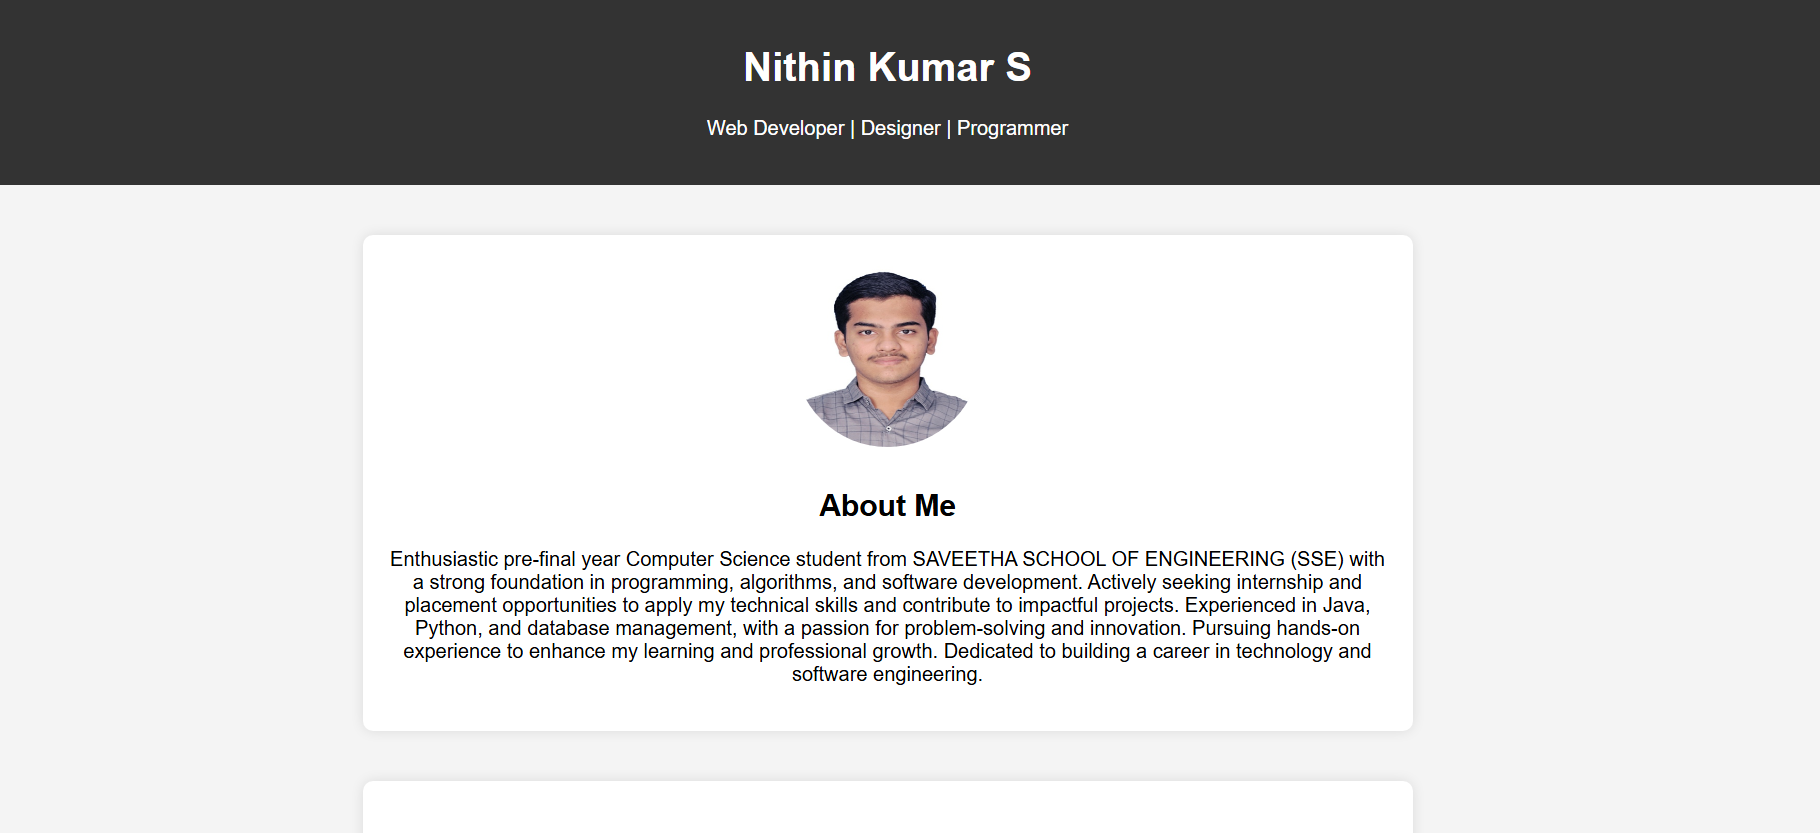 Nithin Kumar S
Web Developer | Designer | Programmer
About Me
Enthusiastic pre-final year Computer Science student from SAVEETHA SCHOOL OF ENGINEERING (SSE) with
a strong foundation in programming, algorithms, and software development. Actively seeking internship and
placement opportunities to apply my technical skills and contribute to impactful projects. Experienced in Java,
Python, and database management, with a passion for problem-solving and innovation. Pursuing hands-on
experience to enhance my learning and professional growth. Dedicated to building a career in technology and
software engineering.